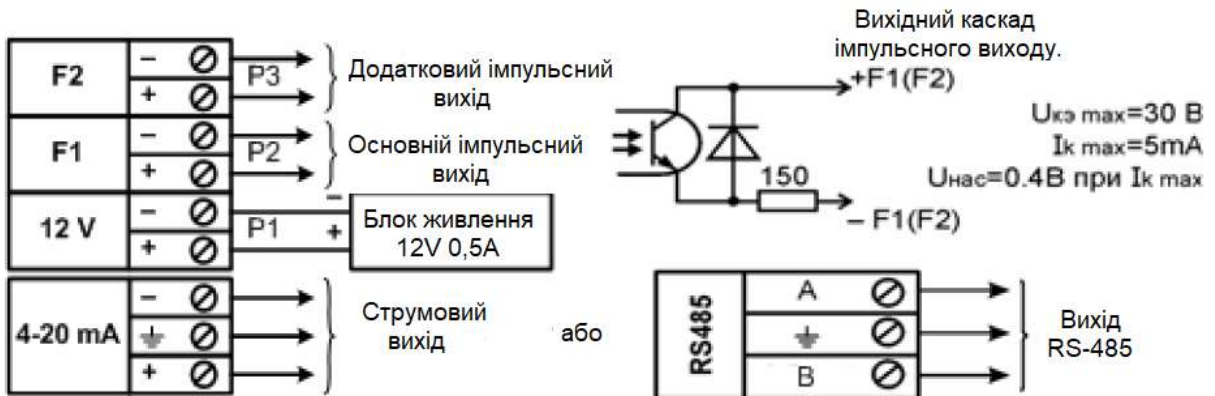 Вихідний каскад
імпульсного виходу.
F2
−
+
P3
Додатковий імпульсний
вихід
F1
−
+
P2
Основній імпульсний
вихід
12 V
−
+
P1
−
+
Блок живлення
12V 0,5A
4-20 mA
−
+
Струмовий
вихід
або
+F1(F2)
150
− F1(F2)
Uкэ max=30 В
Ik max=5mA
Uнас=0.4В при Ik max
RS485
A
B
Вихід
RS-485